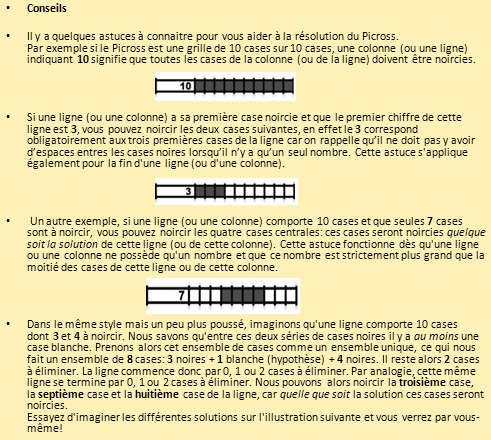 • Conseils
• Il y a quelques astuces à connaitre pour vous aider à la résolution du Picross.
Par exemple si le Picross est une grille de 10 cases sur 10 cases, une colonne (ou une ligne)
indiquant 10 signifie que toutes les cases de la colonne (ou de la ligne) doivent être noircies.
10
• Si une ligne (ou une colonne) a sa première case noircie et que le premier chiffre de cette
ligne est 3, vous pouvez noircir les deux cases suivantes, en effet le 3 correspond
obligatoirement aux trois premières cases de la ligne car on rappelle qu'il ne doit pas y avoir
d'espaces entres les cases noires lorsqu'il n'y a qu'un seul nombre. Cette astuce s'applique
également pour la fin d'une ligne (ou d'une colonne).
3
• Un autre exemple, si une ligne (ou une colonne) comporte 10 cases et que seules 7 cases
sont à noircir, vous pouvez noircir les quatre cases centrales: ces cases seront noircies quelque
soit la solution de cette ligne (ou de cette colonne). Cette astuce fonctionne dès qu'une ligne
ou une colonne ne possède qu'un nombre et que ce nombre est strictement plus grand que la
moitié des cases de cette ligne ou de cette colonne.
7
• Dans le même style mais un peu plus poussé, imaginons qu'une ligne comporte 10 cases
dont 3 et 4 à noircir. Nous savons qu'entre ces deux séries de cases noires il y a au moins une
case blanche. Prenons alors cet ensemble de cases comme un ensemble unique, ce qui nous
fait un ensemble de 8 cases: 3 noires + 1 blanche (hypothèse) + 4 noires. Il reste alors 2 cases
à éliminer. La ligne commence donc par 0, 1 ou 2 cases à éliminer. Par analogie, cette même
ligne se termine par 0, 1 ou 2 cases à éliminer. Nous pouvons alors noircir la troisième case,
la septième case et la huitième case de la ligne, car quelle que soit la solution ces cases seront
noircies.
Essayez d'imaginer les différentes solutions sur l'illustration suivante et vous verrez par vous-
même!